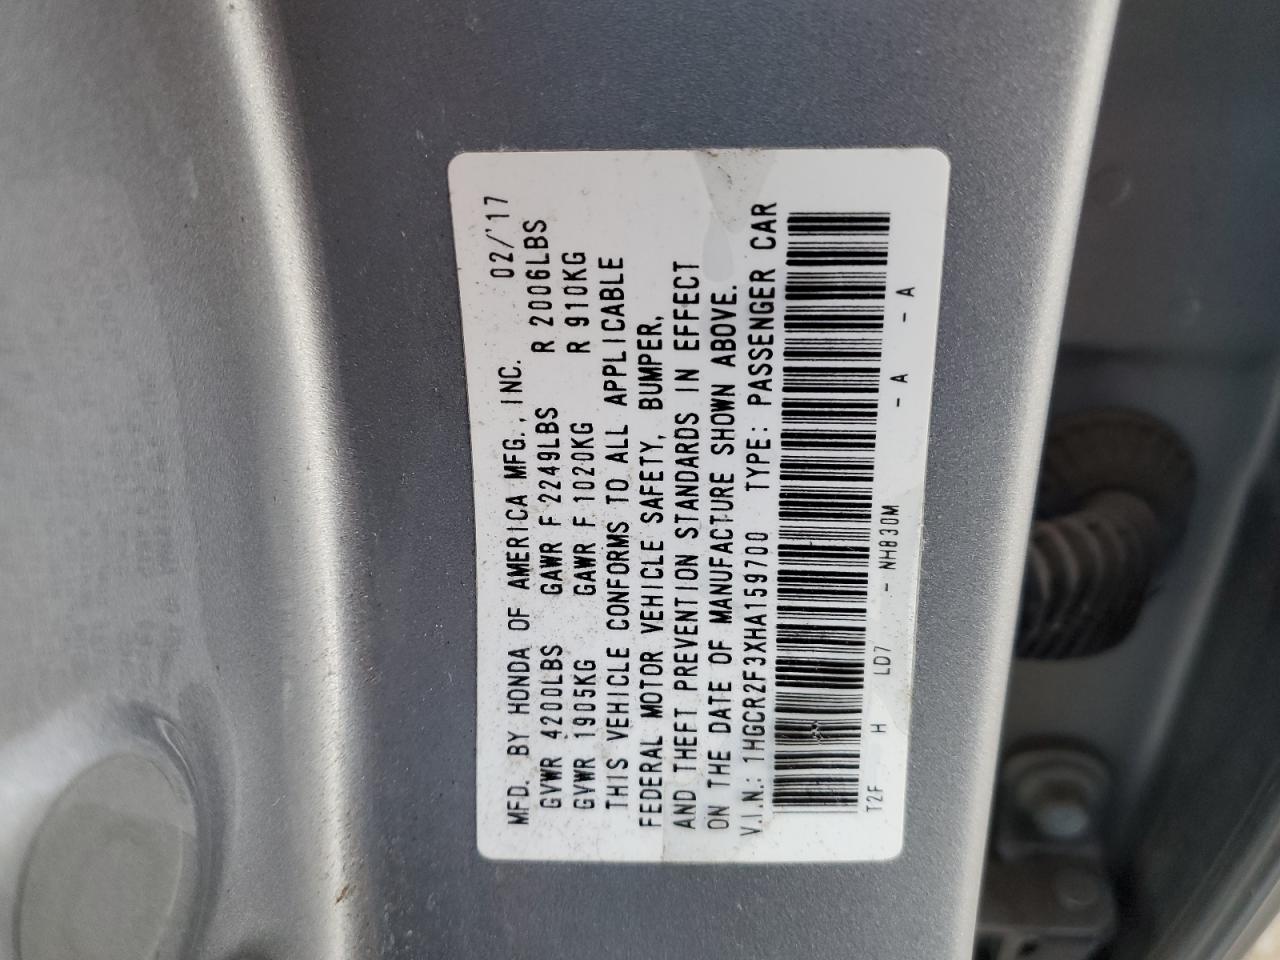 MFD. BY HONDA OF AMERICA MFG., INC. 02/'17
GVWR 4200LBS GAWR F 2249LBS R 2006LBS
GVWR 1905KG GAWR F 1020KG R 910KG
THIS VEHICLE CONFORMS TO ALL APPLICABLE
FEDERAL MOTOR VEHICLE SAFETY, BUMPER,
AND THEFT PREVENTION STANDARDS IN EFFECT
ON THE DATE OF MANUFACTURE SHOWN ABOVE.
V.I.N.: 1HGCR2F3XHA159700 TYPE: PASSENGER CAR
T2F H LD7 - NH830M - A - A